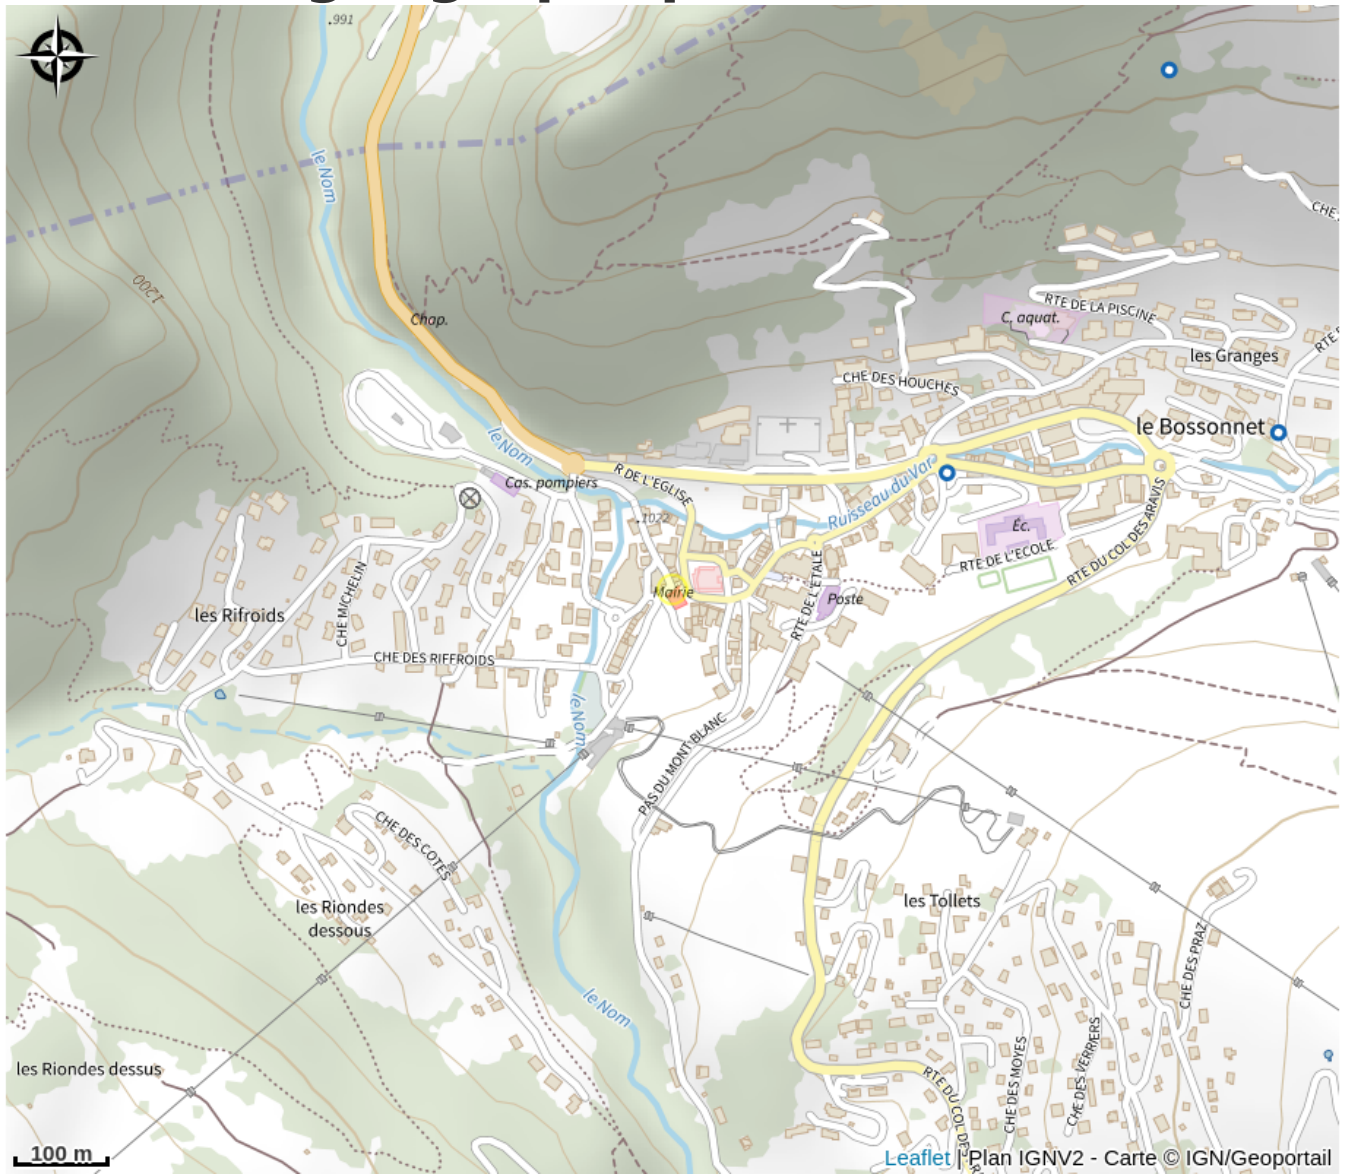 .991
le Nom
1200
Chap.
CHE
RTE DE LA PISCINE
C. aquat.
les Granges
CHE DES HOUCHES
le Bossonnet
le Nom
R DE L'EGLISE
Cas. pompiers
.1022
Ruisseau du Var
Éc.
RTE DE L'ECOLE
RTE DU COL DES ARAVIS
CHE MICHELIN
les Rifroids
Mairie
RTE DE L'ETALE
Poste
CHE DES RIFFROIDS
le Nom
PAS DU MONT BLANC
CHE DES COTES
les Riondes
dessous
les Tollets
CHE DES PRAZ
le Nom
les Riondes dessus
CHE DES MOYES
CHE DES VERRIERS
RTE DU COL DES
100 m
Leaflet | Plan IGNV2 - Carte © IGN/Geoportail